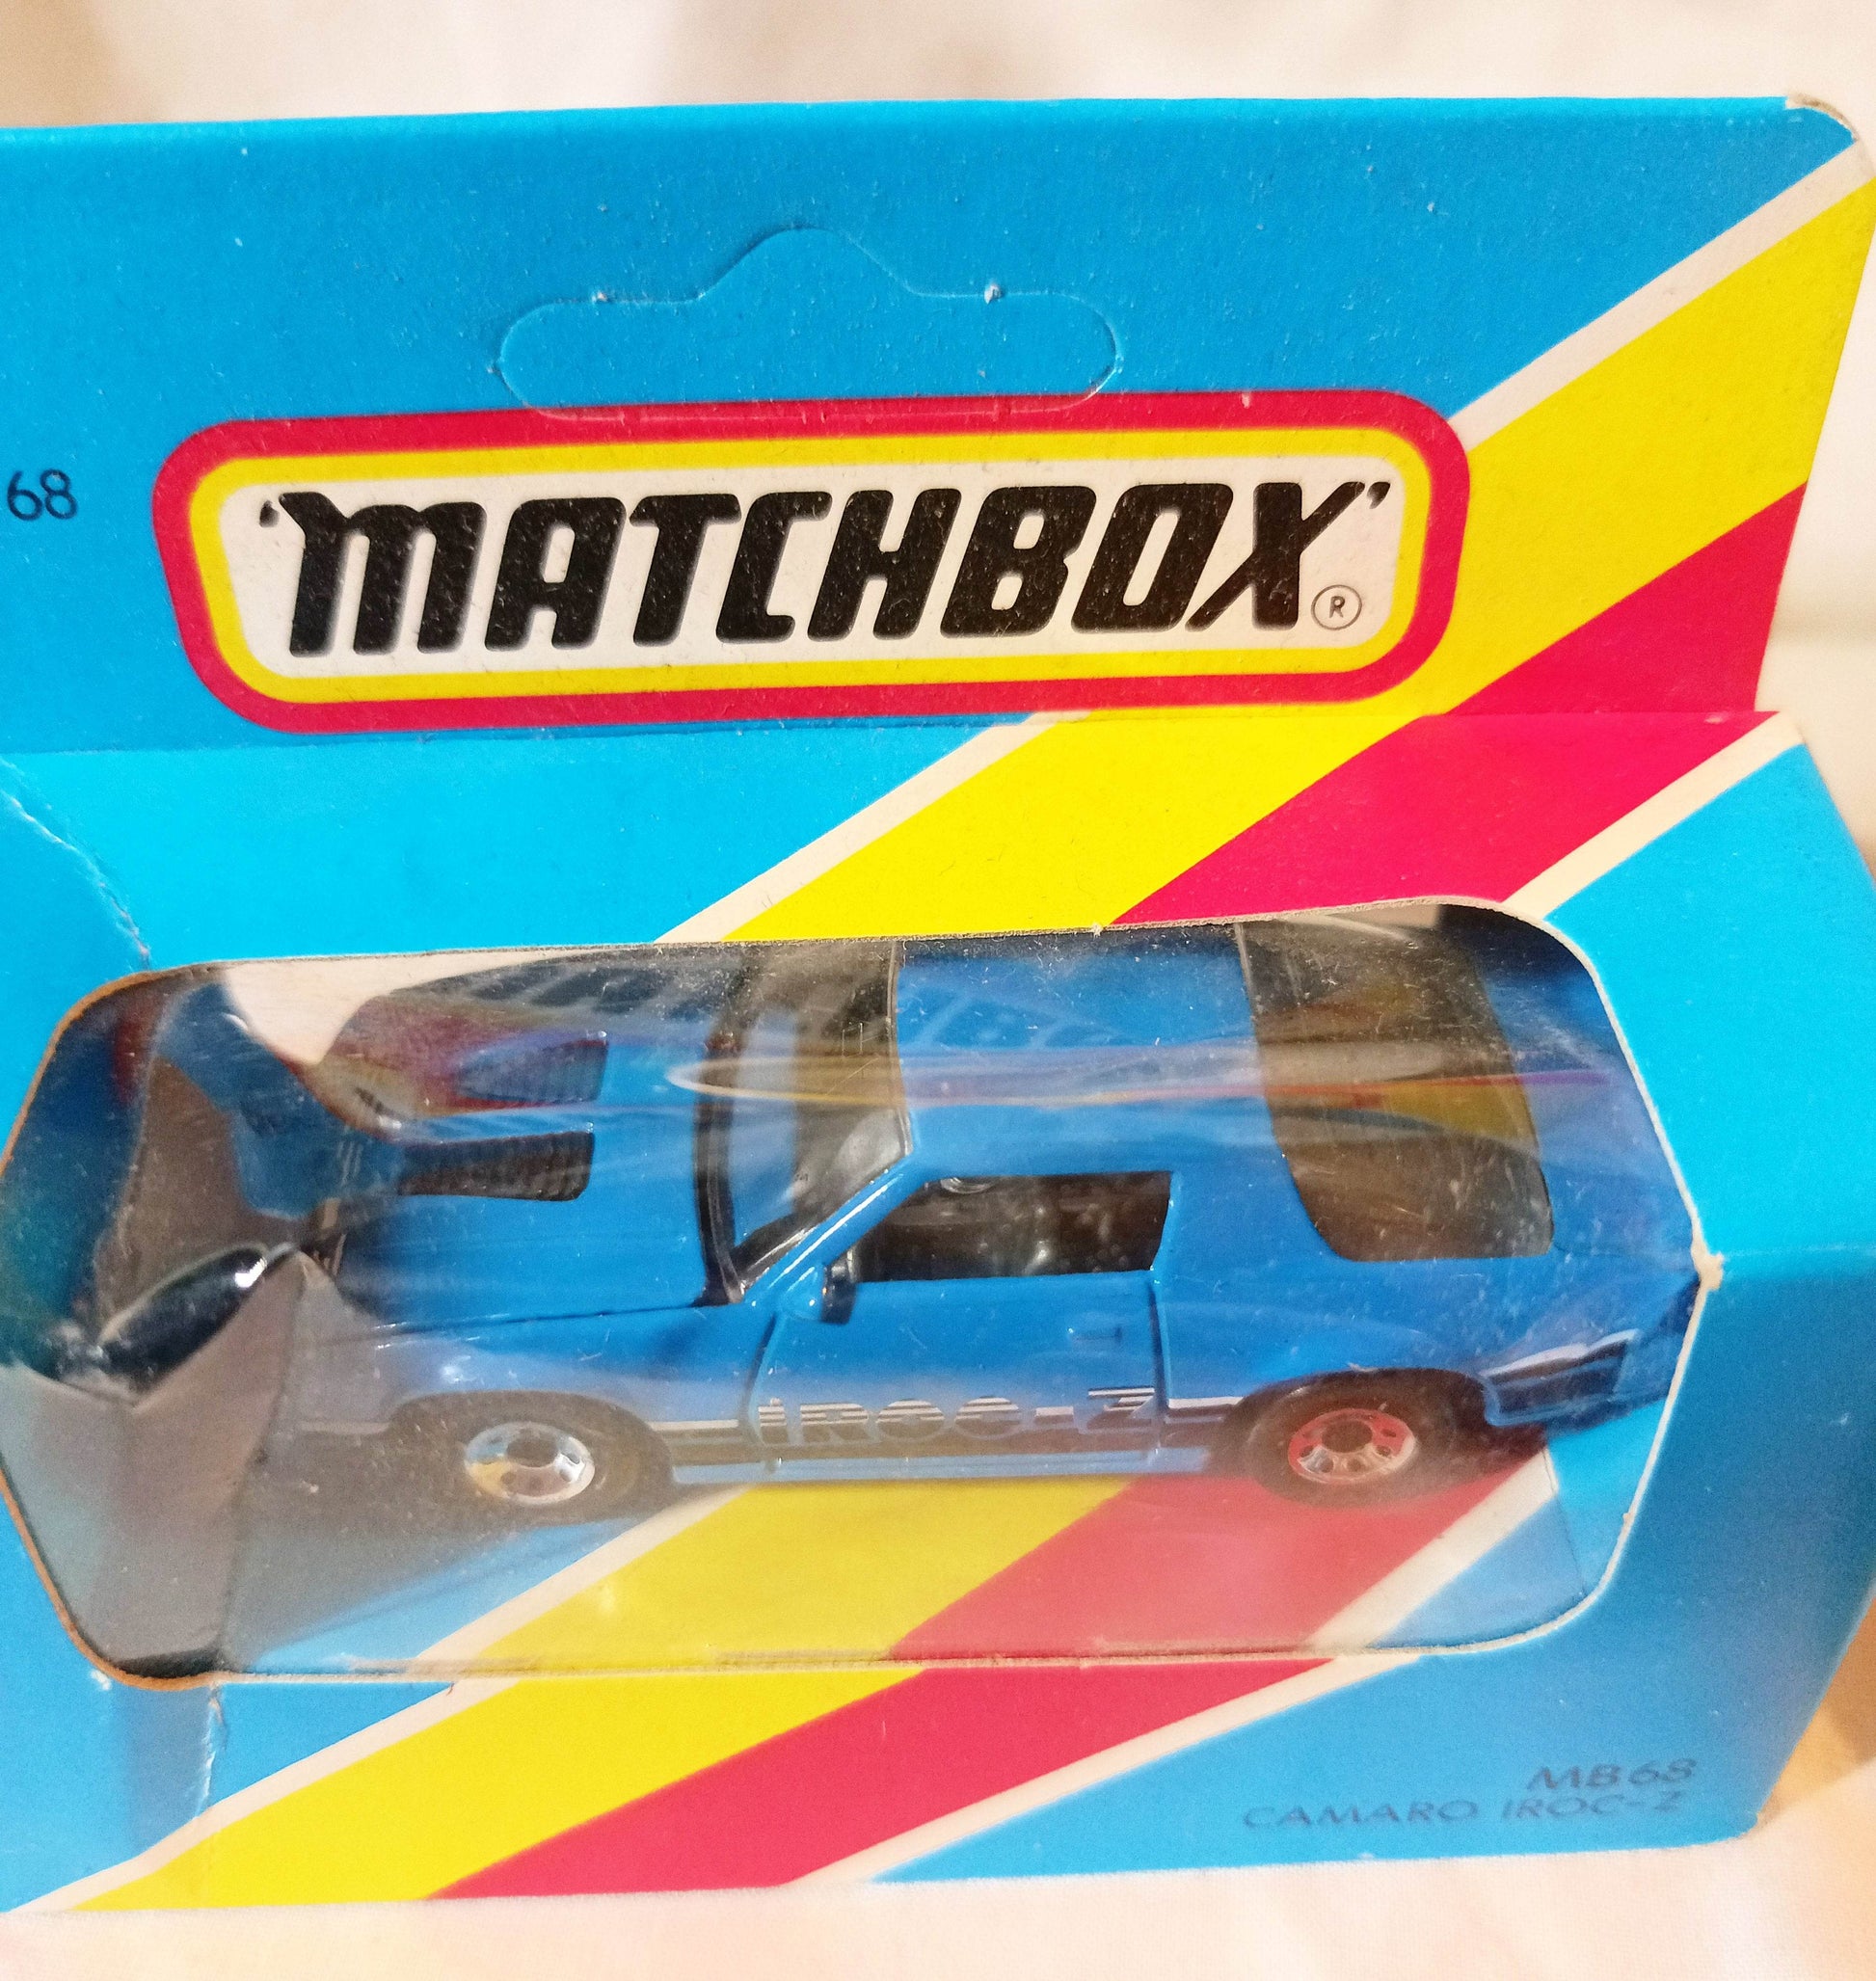 68
'MATCHBOX'®
IROC-Z
MB68
CAMARO IROC-Z